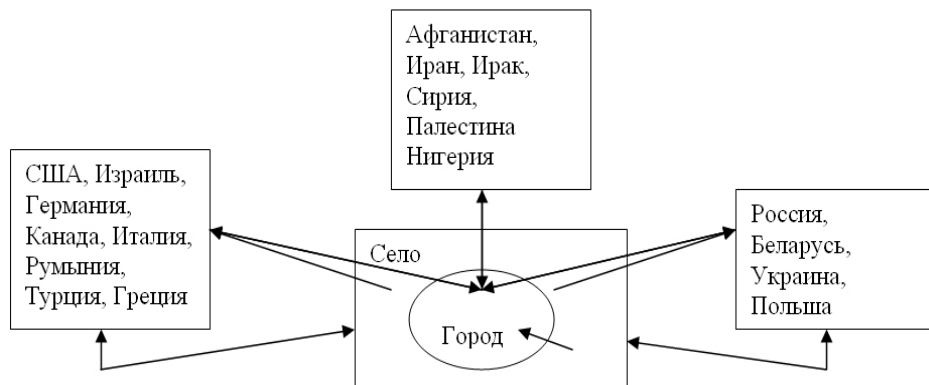 Афганистан,
Иран, Ирак,
Сирия,
Палестина
Нигерия
США, Израиль,
Германия,
Канада, Италия,
Румыния,
Турция, Греция
Россия,
Беларусь,
Украина,
Польша
Село
Город